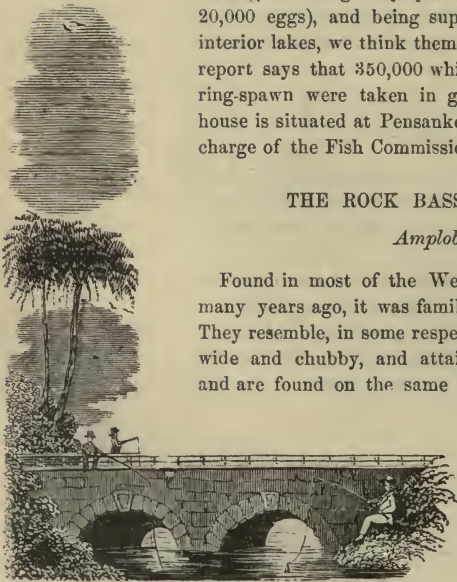 20,000 eggs), and being sup
interior lakes, we think them
report says that 350,000 whi
ring-spawn were taken in g
house is situated at Pensauke
charge of the Fish Commissic
THE ROCK BASS
Amplob
Found in most of the We
many years ago, it was famil
They resemble, in some respe
wide and chubby, and attai
and are found on the same